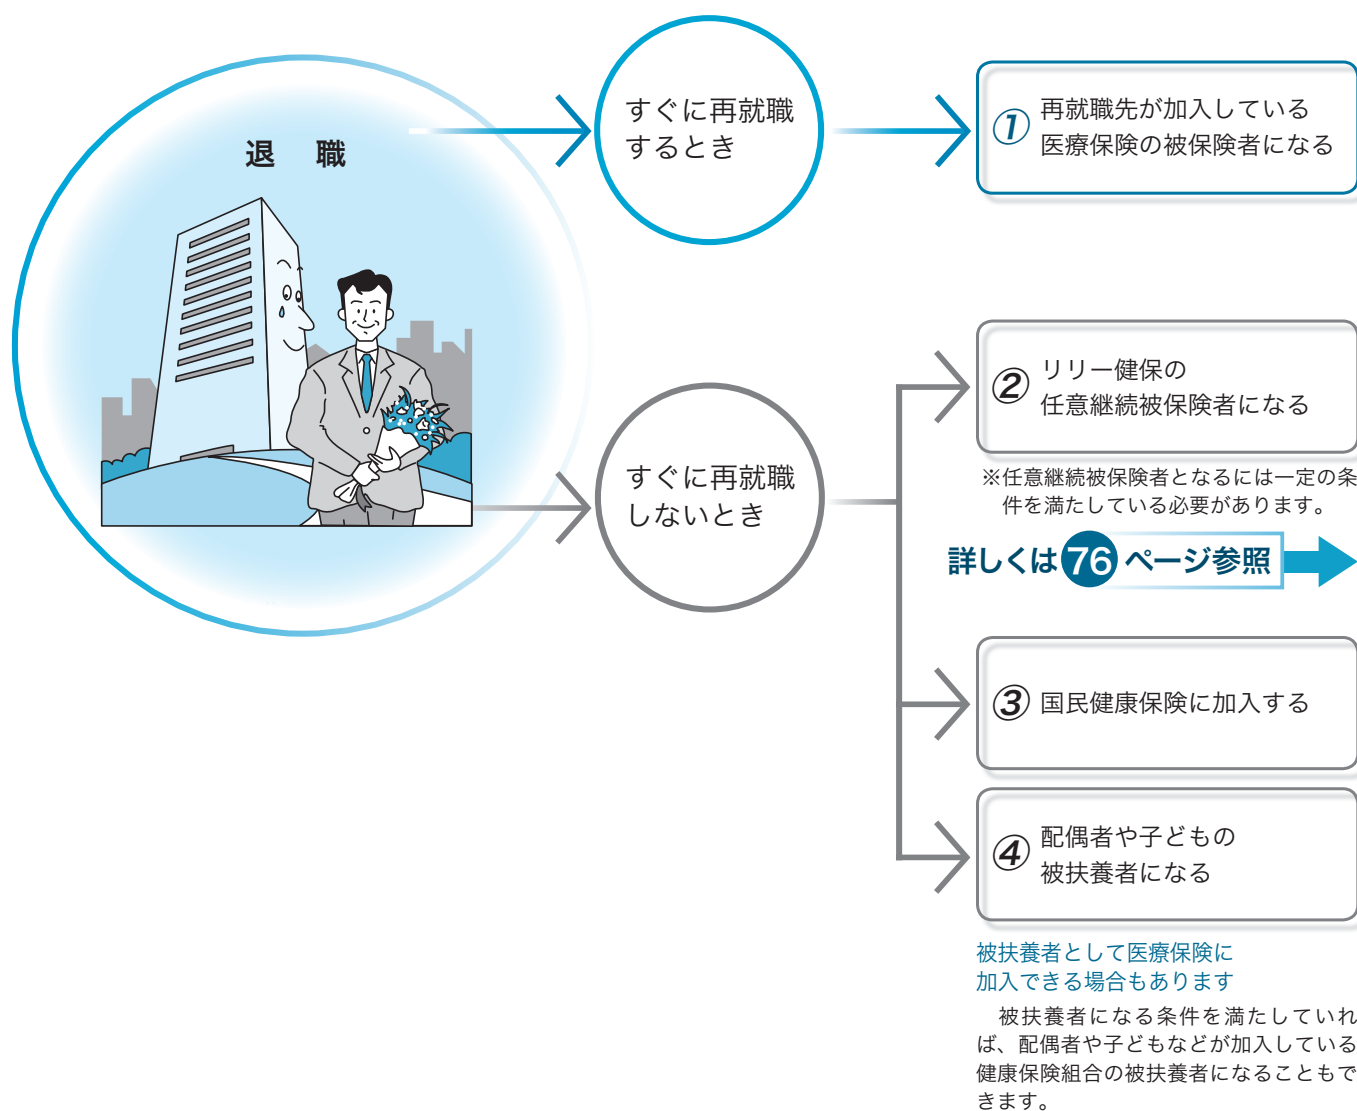 退　職
すぐに再就職
するとき
① 再就職先が加入している
医療保険の被保険者になる
すぐに再就職
しないとき
② リリー健保の
任意継続被保険者になる
※任意継続被保険者となるには一定の条
件を満たしている必要があります。
詳しくは 76 ページ参照
③ 国民健康保険に加入する
④ 配偶者や子どもの
被扶養者になる
被扶養者として医療保険に
加入できる場合もあります
　被扶養者になる条件を満たしていれ
ば、配偶者や子どもなどが加入している
健康保険組合の被扶養者になることもで
きます。